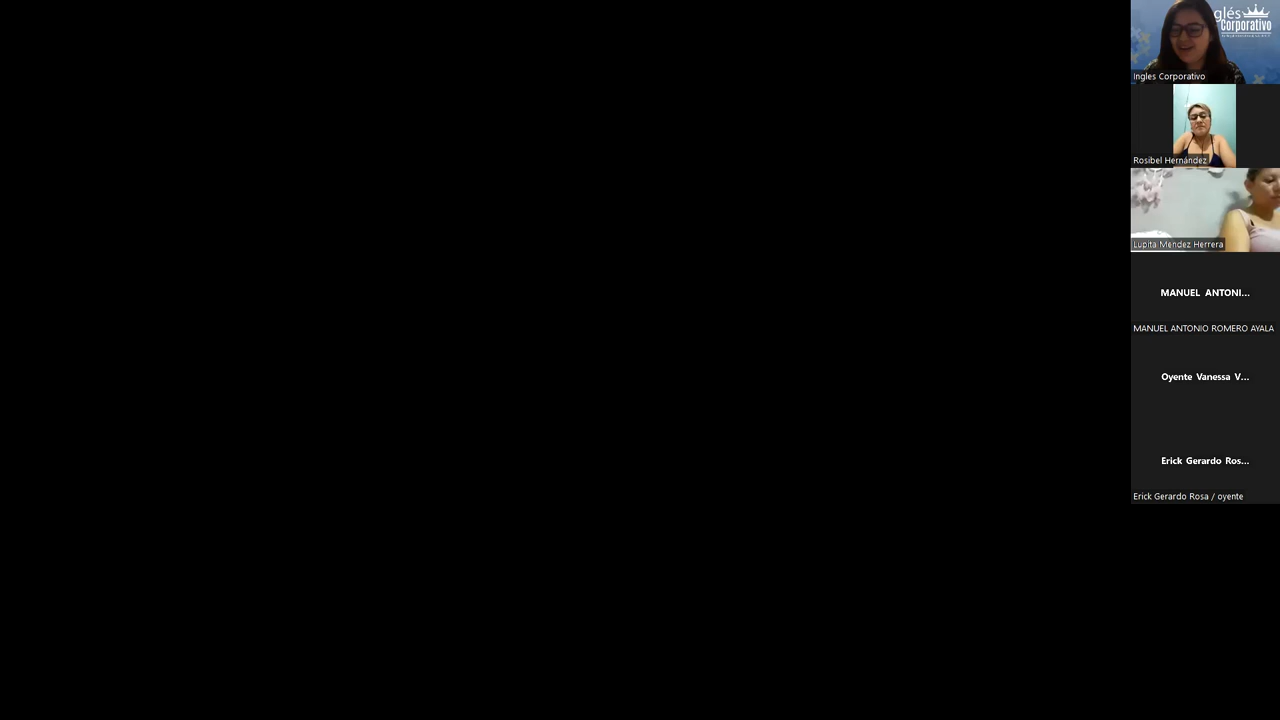 glés
Corporativo
Ingles Corporativo
Rosibel Hernández
Lupita Mendez Herrera
MANUEL ANTONI...
MANUEL ANTONIO ROMERO AYALA
Oyente Vanessa V...
Erick Gerardo Ros...
Erick Gerardo Rosa / oyente